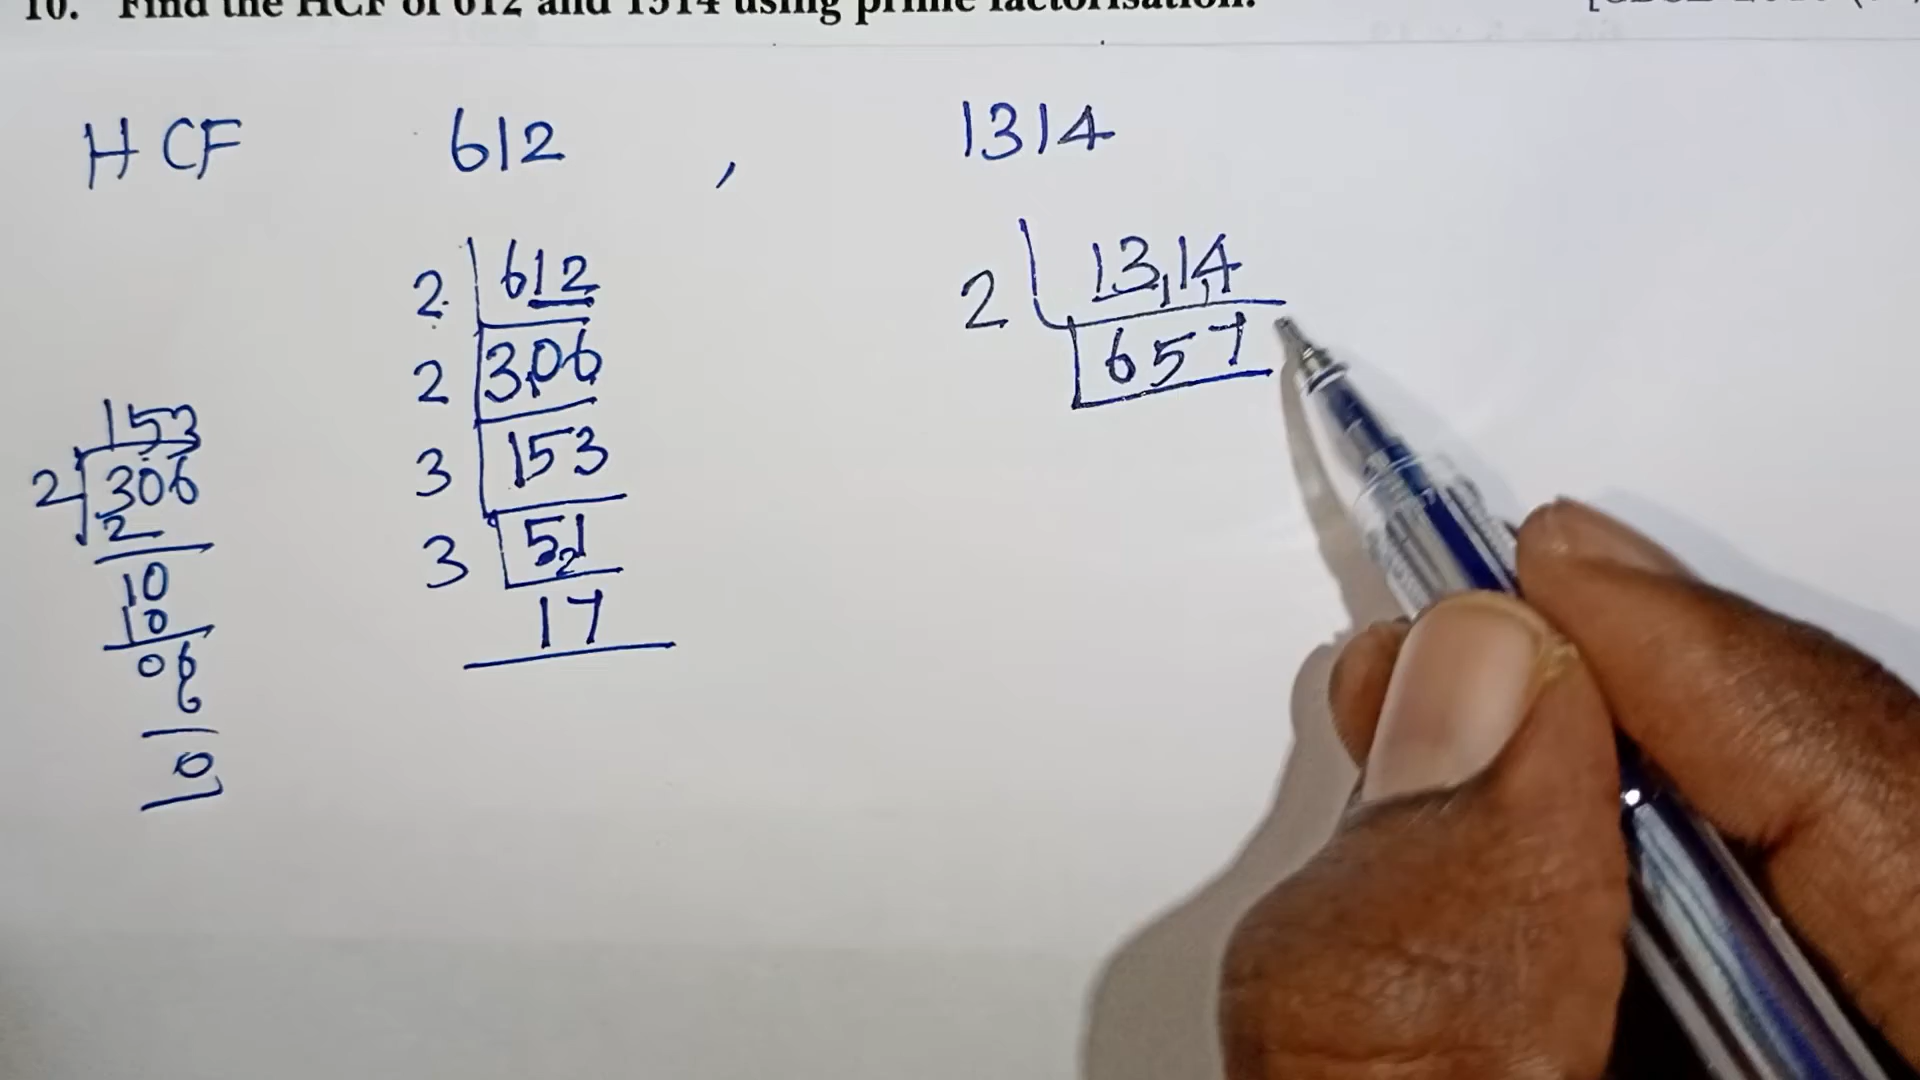 10. Find the HCF of 612 and 1314 using prime factorisation.
HCF 612 , 1314
2 | 612
2 | 306
3 | 153
3 | 51
17
2 | 1314
657
153
2 | 306
2
10
10
06
6
0